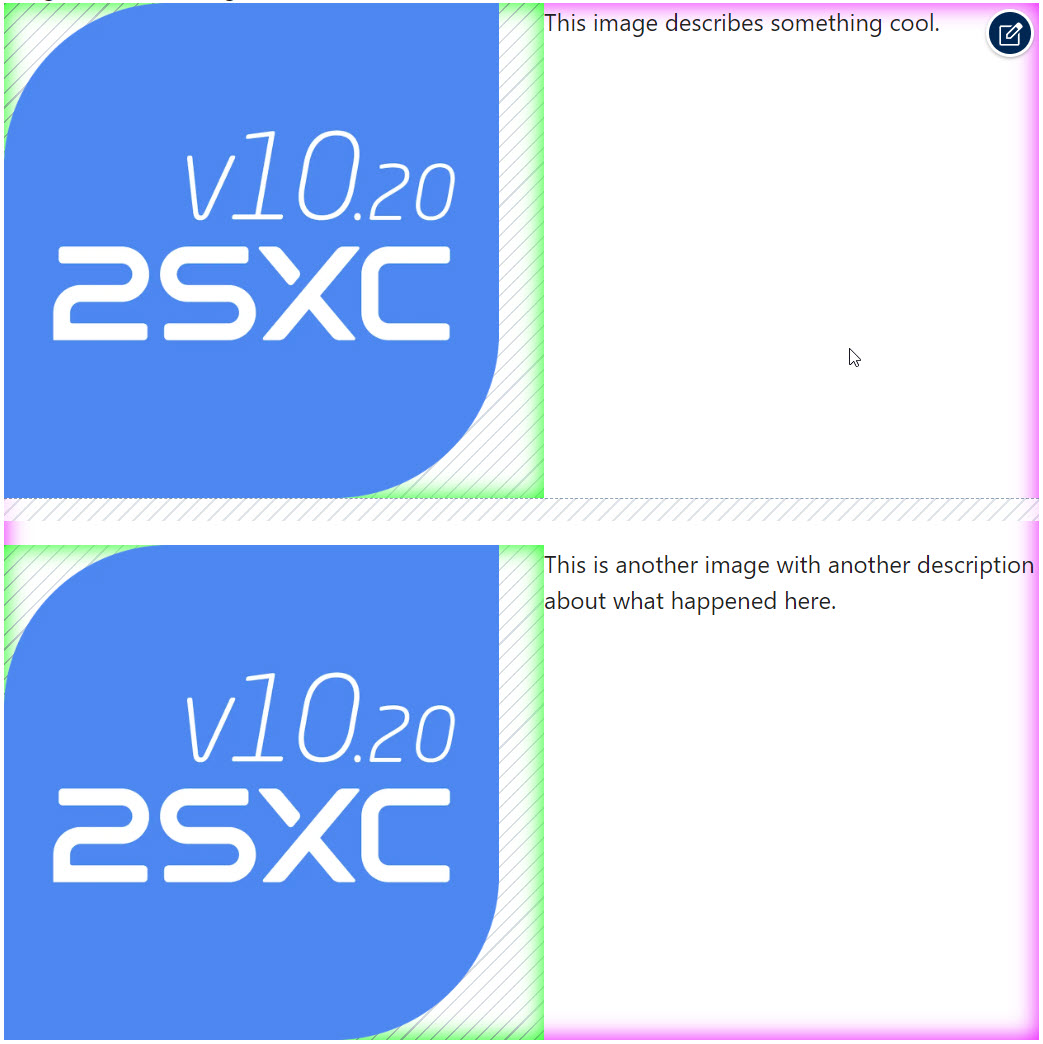 This image describes something cool.
v10.20
2SXC
This is another image with another description
about what happened here.
v10.20
2SXC